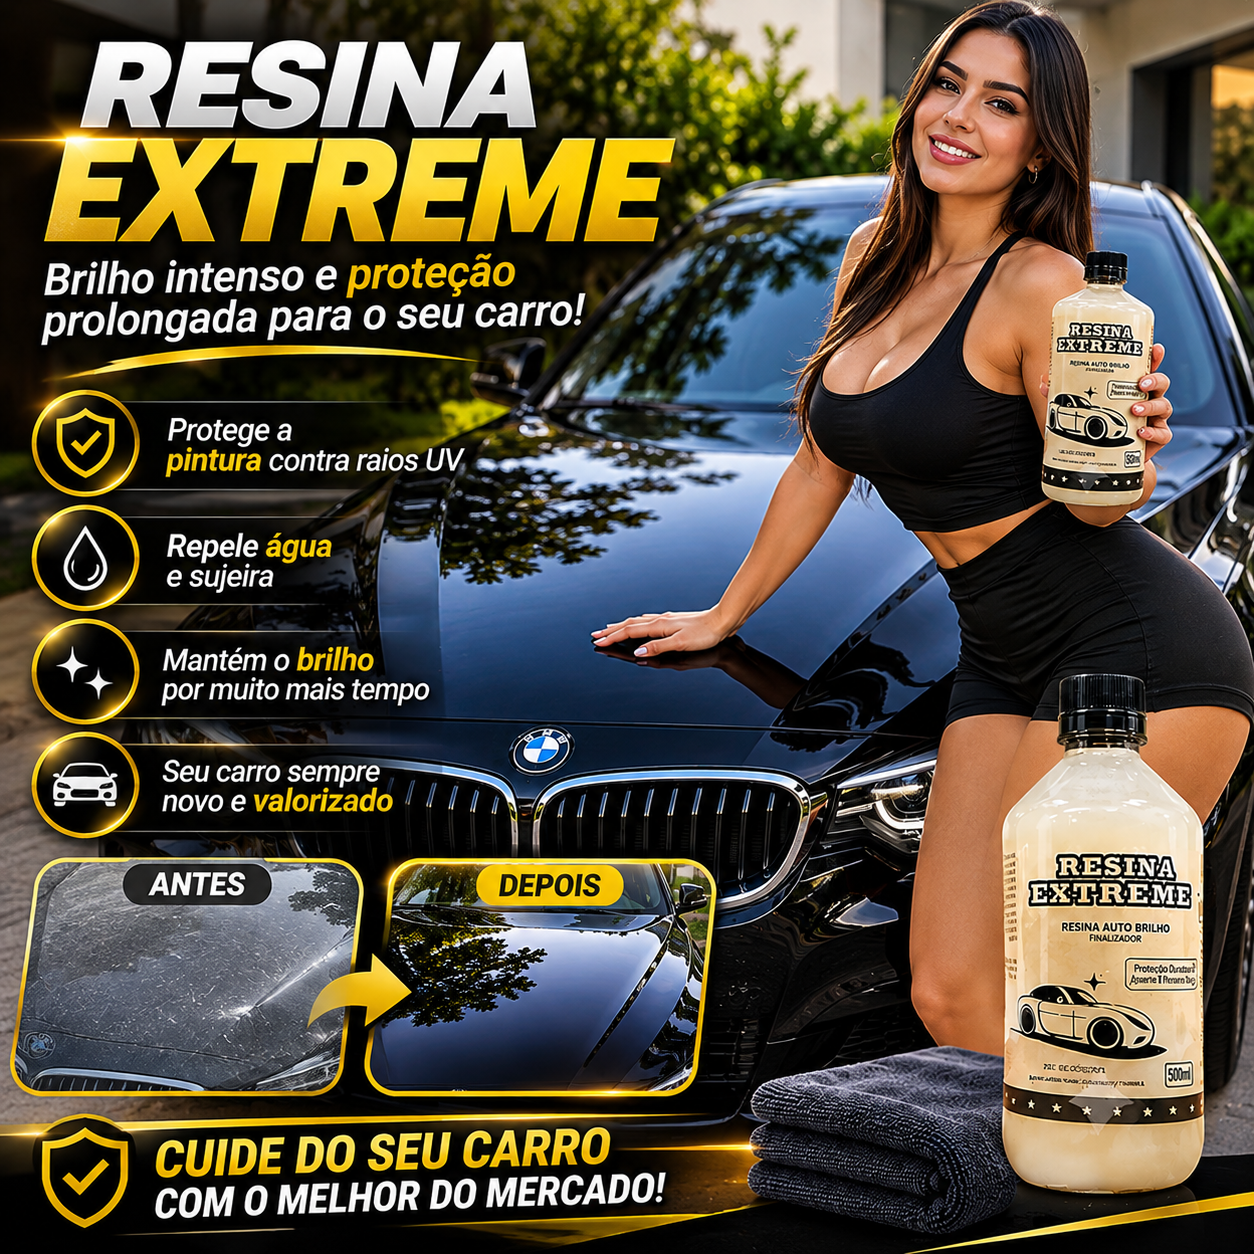 RESINA
EXTREME
Brilho intenso e proteção
prolongada para o seu carro!
Protege a
pintura contra raios UV
Repele água
e sujeira
Mantém o brilho
por muito mais tempo
Seu carro sempre
novo e valorizado
ANTES
DEPOIS
CUIDE DO SEU CARRO
COM O MELHOR DO MERCADO!
RESINA
EXTREME
RESINA AUTO BRILHO
BMW
RESINA
EXTREME
RESINA AUTO BRILHO
FINALIZADOR
Proteção
500ml